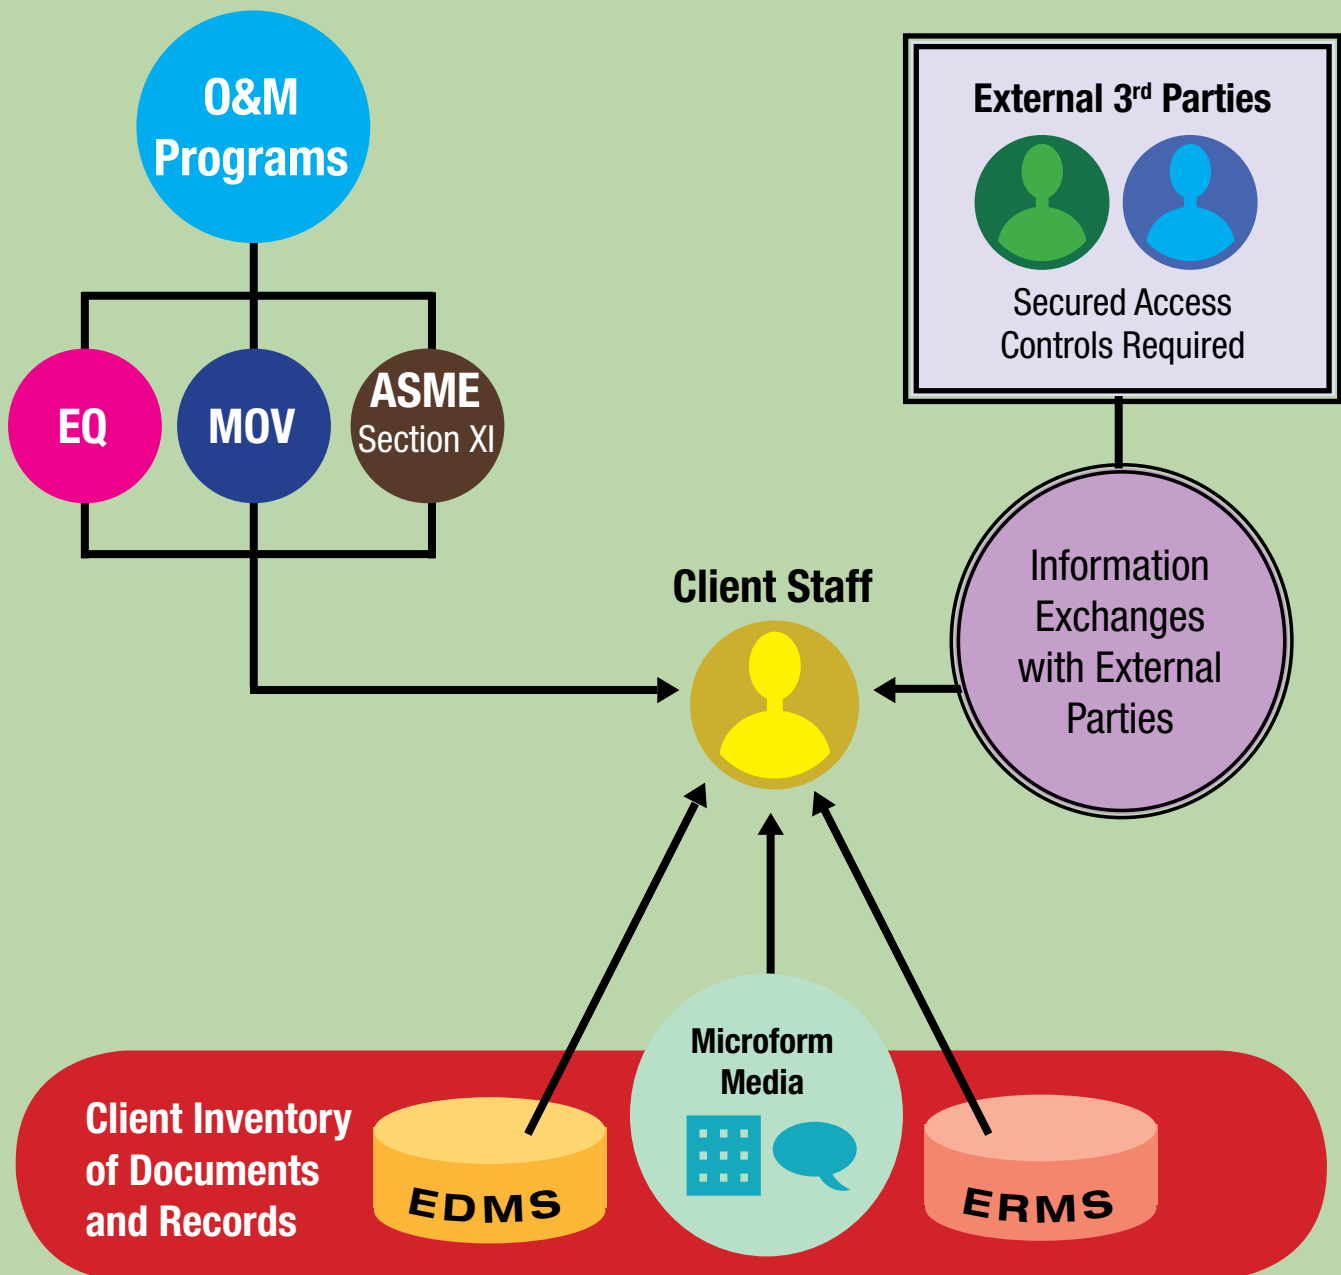 O&M
Programs
EQ
MOV
ASME
Section XI
External 3rd Parties
Secured Access
Controls Required
Information
Exchanges
with External
Parties
Client Staff
Microform
Media
Client Inventory
of Documents
and Records
EDMS
ERMS